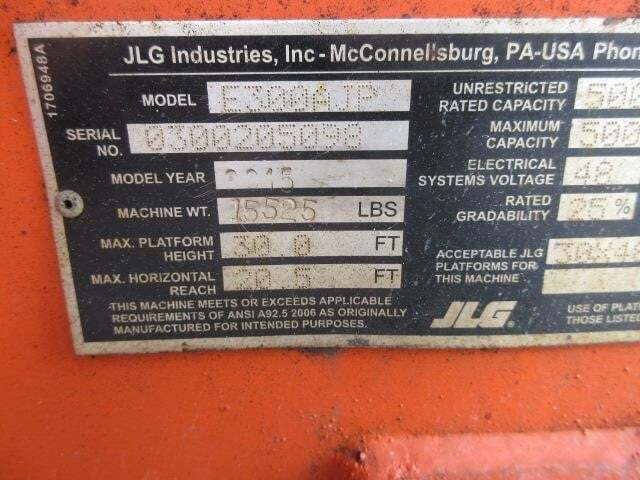 JLG Industries, Inc - McConnellsburg, PA-USA Phon
1706948A
MODEL E300AJP
SERIAL NO. 0300205098
MODEL YEAR 2015
MACHINE WT. 15525 LBS
MAX. PLATFORM HEIGHT 30.0 FT
MAX. HORIZONTAL REACH 20.5 FT
THIS MACHINE MEETS OR EXCEEDS APPLICABLE
REQUIREMENTS OF ANSI A92.5 2006 AS ORIGINALLY
MANUFACTURED FOR INTENDED PURPOSES.
UNRESTRICTED RATED CAPACITY 500
MAXIMUM CAPACITY 500
ELECTRICAL SYSTEMS VOLTAGE 48
RATED GRADABILITY 25%
ACCEPTABLE JLG
PLATFORMS FOR
THIS MACHINE
JLG
USE OF PLA
THOSE LISTED